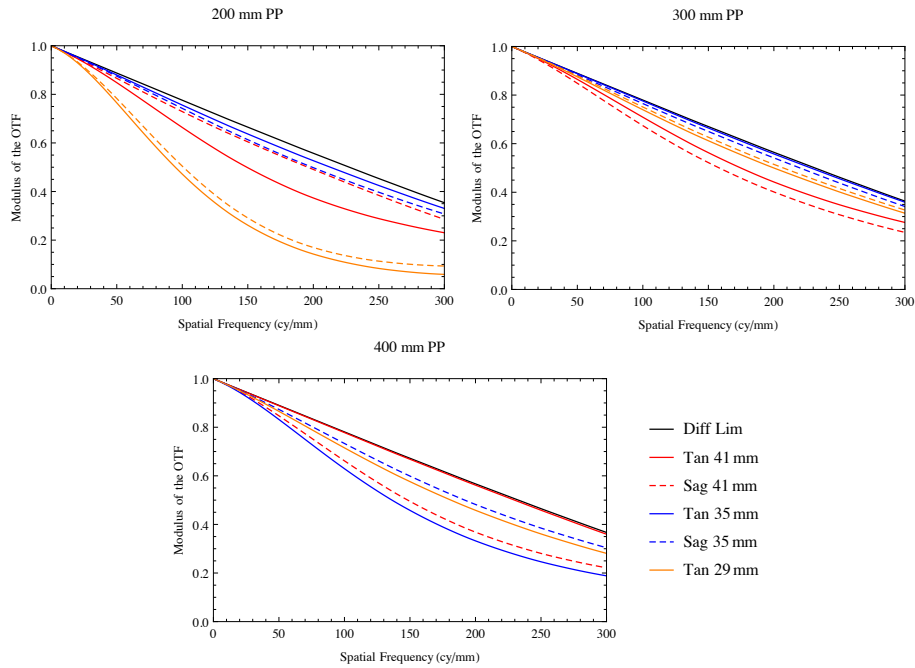 200 mm PP
1.0
0.8
0.6
0.4
0.2
0.0
0
50
100
150
200
250
300
Modulus of the OTF
Spatial Frequency (cy/mm)
300 mm PP
1.0
0.8
0.6
0.4
0.2
0.0
0
50
100
150
200
250
300
Modulus of the OTF
Spatial Frequency (cy/mm)
400 mm PP
1.0
0.8
0.6
0.4
0.2
0.0
0
50
100
150
200
250
300
Modulus of the OTF
Spatial Frequency (cy/mm)
Diff Lim
Tan 41 mm
Sag 41 mm
Tan 35 mm
Sag 35 mm
Tan 29 mm